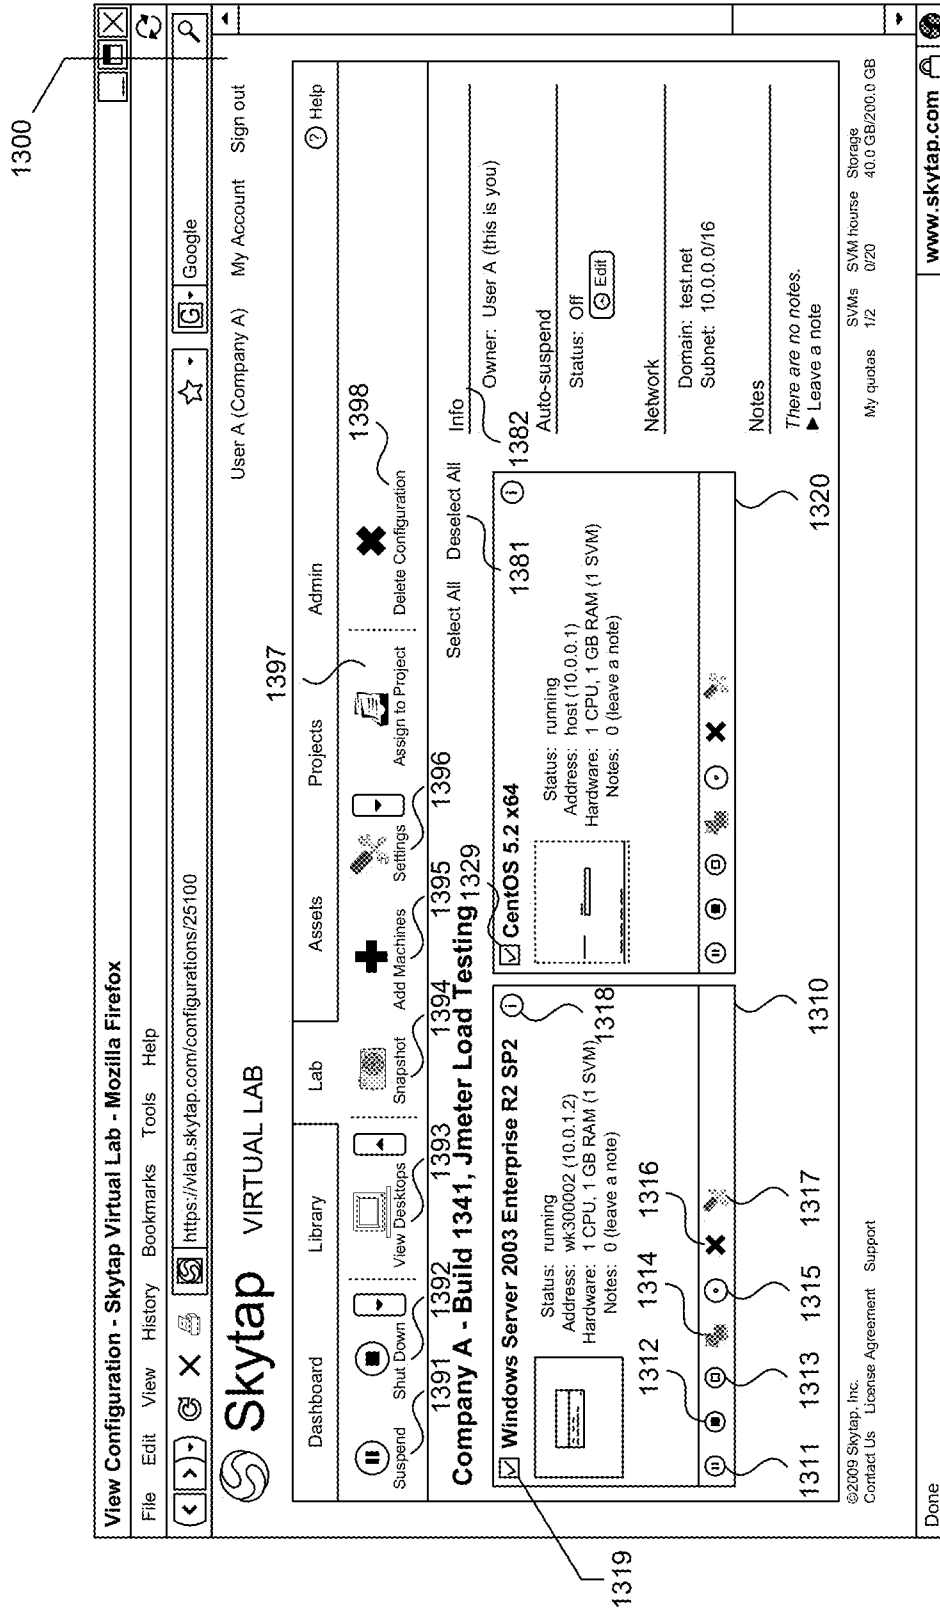 1300
View Configuration - Skytap Virtual Lab - Mozilla Firefox
File Edit View History Bookmarks Tools Help
https://vlab.skytap.com/configurations/25100
G Google
User A (Company A) My Account Sign out
Skytap VIRTUAL LAB
Dashboard Library Lab Assets Projects Admin
? Help
1397
1398
Suspend Shut Down View Desktops Snapshot Add Machines Settings Assign to Project Delete Configuration
1391 1392 1393 1394 1395 1396
Company A - Build 1341, Jmeter Load Testing
1329
Select All Deselect All
1381
1382
1319
Windows Server 2003 Enterprise R2 SP2
i
1318
Status: running
Address: wk300002 (10.0.1.2)
Hardware: 1 CPU, 1 GB RAM (1 SVM)
Notes: 0 (leave a note)
1312 1314 1316
1311 1313 1315 1317
1310
CentOS 5.2 x64
i
Status: running
Address: host (10.0.0.1)
Hardware: 1 CPU, 1 GB RAM (1 SVM)
Notes: 0 (leave a note)
1320
Info
Owner: User A (this is you)
Auto-suspend
Status: Off
Edit
Network
Domain: test.net
Subnet: 10.0.0.0/16
Notes
There are no notes.
Leave a note
©2009 Skytap, Inc.
Contact Us License Agreement Support
My quotas
SVMs
1/2
SVM hourse
0/20
Storage
40.0 GB/200.0 GB
Done
www.skytap.com